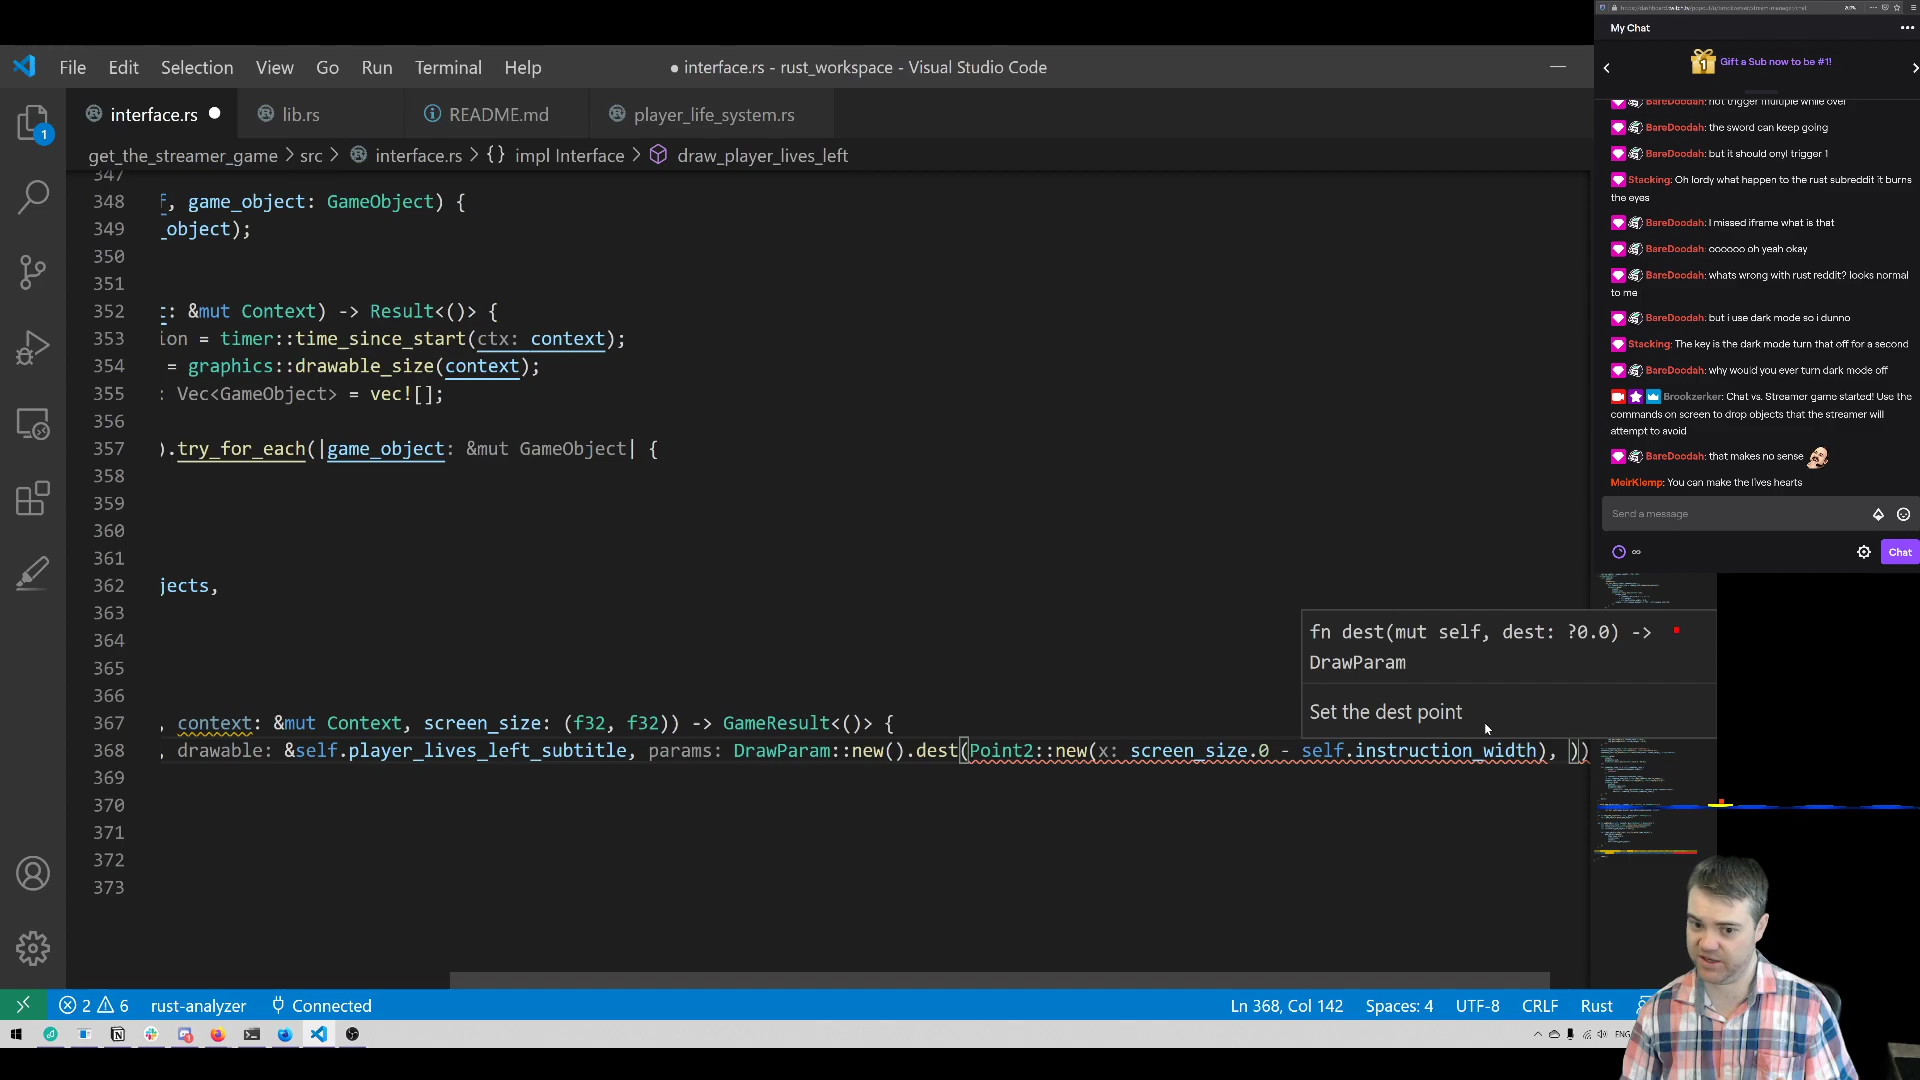 File Edit Selection View Go Run Terminal Help
● interface.rs - rust_workspace - Visual Studio Code
interface.rs
lib.rs
README.md
player_life_system.rs
get_the_streamer_game > src > interface.rs > {} impl Interface > draw_player_lives_left
347
348 f, game_object: GameObject) {
349 _object);
350
351
352 t: &mut Context) -> Result<()> {
353 ion = timer::time_since_start(ctx: context);
354 = graphics::drawable_size(context);
355 : Vec<GameObject> = vec![];
356
357 ).try_for_each(|game_object: &mut GameObject| {
358
359
360
361
362 jects,
363
364
365
366
367 , context: &mut Context, screen_size: (f32, f32)) -> GameResult<()> {
368 , drawable: &self.player_lives_left_subtitle, params: DrawParam::new().dest(Point2::new(x: screen_size.0 - self.instruction_width), ))
369
370
371
372
373
fn dest(mut self, dest: ?0.0) ->
DrawParam
Set the dest point
1
2 6 rust-analyzer Connected
Ln 368, Col 142 Spaces: 4 UTF-8 CRLF Rust
ENG
My Chat
1 Gift a Sub now to be #1!
BareDoodah: not trigger multiple while over
BareDoodah: the sword can keep going
BareDoodah: but it should onyl trigger 1
Stacking: Oh lordy what happen to the rust subreddit it burns
the eyes
BareDoodah: I missed iframe what is that
BareDoodah: oooooo oh yeah okay
BareDoodah: whats wrong with rust reddit? looks normal
to me
BareDoodah: but i use dark mode so i dunno
Stacking: The key is the dark mode turn that off for a second
BareDoodah: why would you ever turn dark mode off
Brookzerker: Chat vs. Streamer game started! Use the
commands on screen to drop objects that the streamer will
attempt to avoid
BareDoodah: that makes no sense
MeirKlemp: You can make the lives hearts
Send a message
∞
Chat